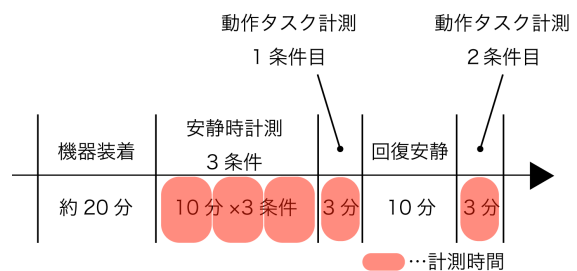 動作タスク計測
1 条件目
動作タスク計測
2 条件目
機器装着
安静時計測
3 条件
回復安静
約 20 分
10 分 ×3 条件
3 分
10 分
3 分
…計測時間